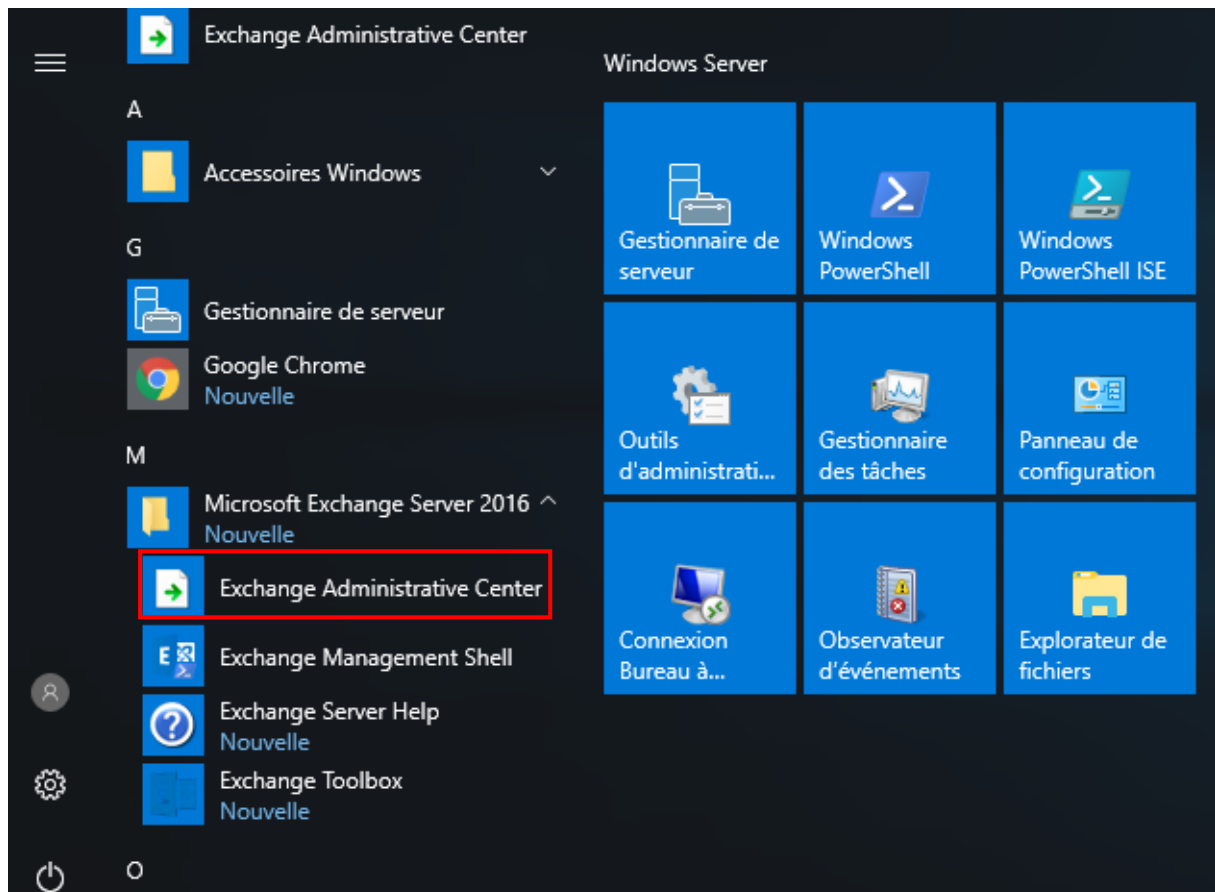 Exchange Administrative Center
A
Accessoires Windows
G
Gestionnaire de serveur
Google Chrome
Nouvelle
M
Microsoft Exchange Server 2016
Nouvelle
Exchange Administrative Center
Exchange Management Shell
Exchange Server Help
Nouvelle
Exchange Toolbox
Nouvelle
O
Windows Server
Gestionnaire de
serveur
Windows
PowerShell
Windows
PowerShell ISE
Outils
d'administrati...
Gestionnaire
des tâches
Panneau de
configuration
Connexion
Bureau à...
Observateur
d'événements
Explorateur de
fichiers